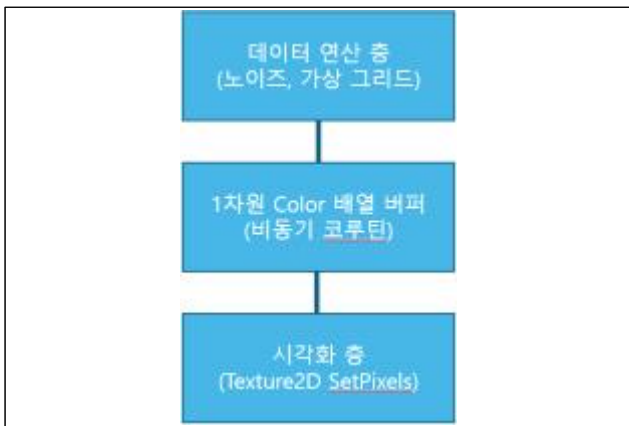 데이터 연산 층
(노이즈, 가상 그리드)
1차원 Color 배열 버퍼
(비동기 코루틴)
시각화 층
(Texture2D SetPixels)